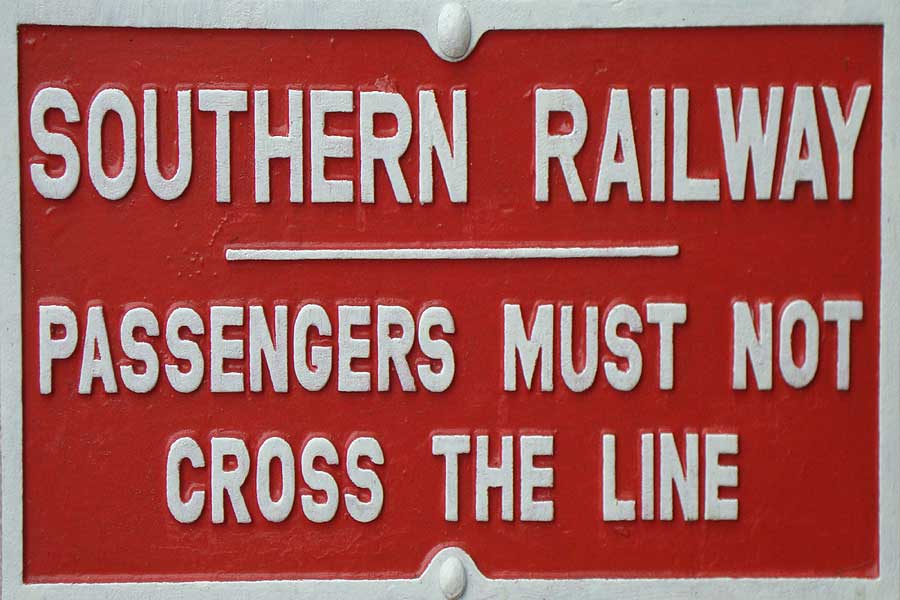 SOUTHERN RAILWAY
PASSENGERS MUST NOT
CROSS THE LINE